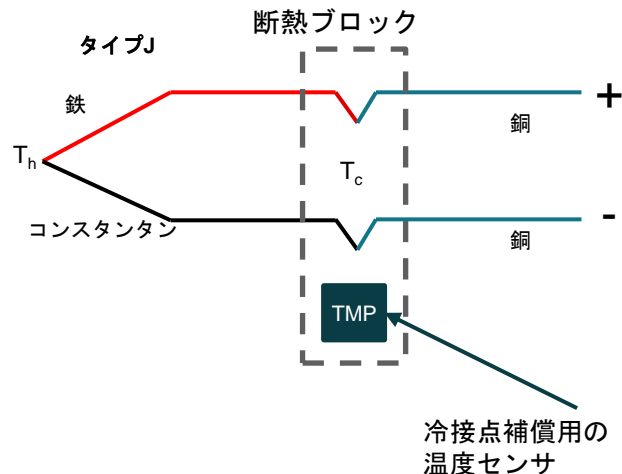 断熱ブロック
タイプJ
鉄
+
銅
Th
Tc
コンスタンタン
-
銅
TMP
冷接点補償用の
温度センサ